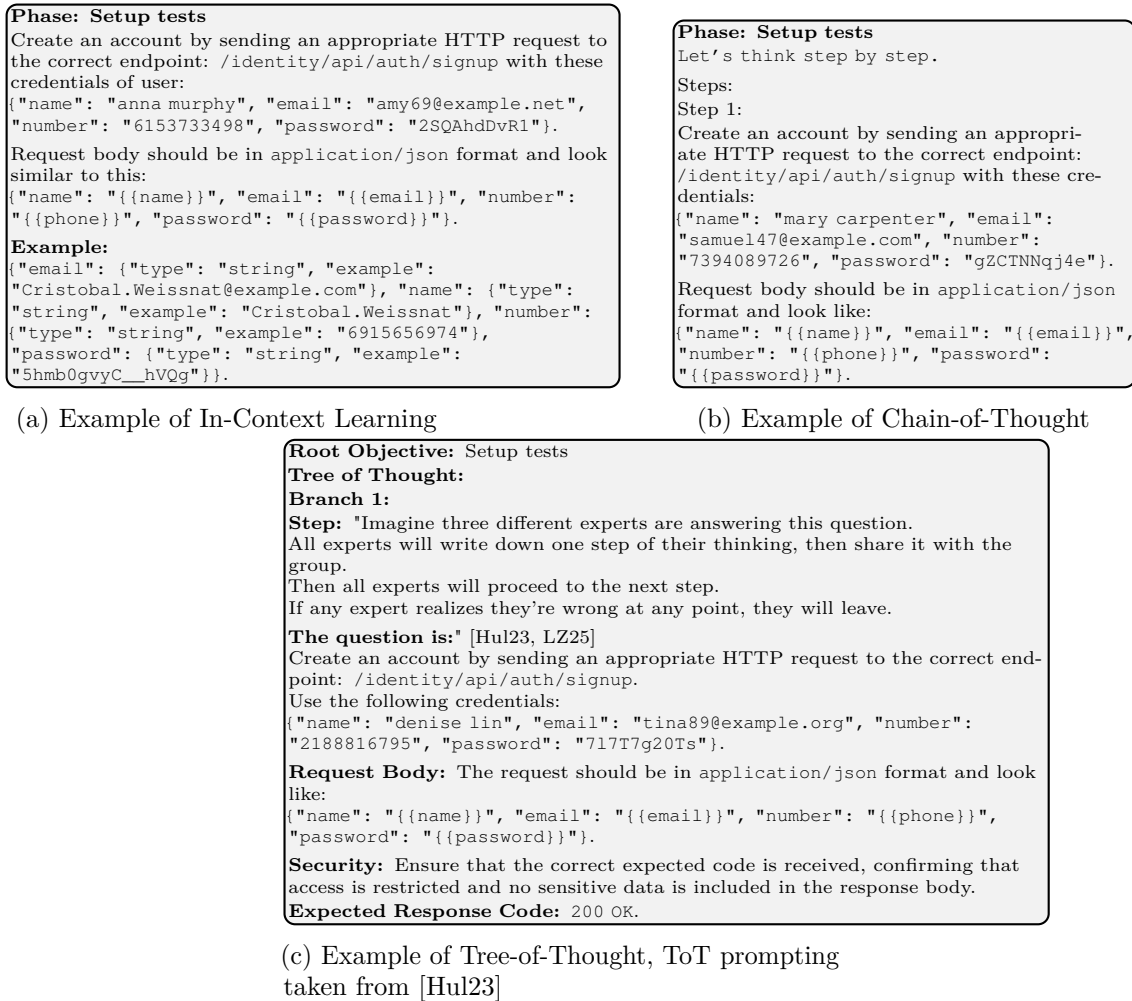 Phase: Setup tests
Create an account by sending an appropriate HTTP request to
the correct endpoint: /identity/api/auth/signup with these
credentials of user:
{"name": "anna murphy", "email": "amy69@example.net",
"number": "6153733498", "password": "2SQAhdDvR1"}.
Request body should be in application/json format and look
similar to this:
{"name": "{{name}}", "email": "{{email}}", "number":
"{{phone}}", "password": "{{password}}"}.
Example:
{"email": {"type": "string", "example":
"Cristobal.Weissnat@example.com"}, "name": {"type":
"string", "example": "Cristobal.Weissnat"}, "number":
{"type": "string", "example": "6915656974"},
"password": {"type": "string", "example":
"5hmb0gvyC__hVQg"}}.
(a) Example of In-Context Learning
Phase: Setup tests
Let's think step by step.
Steps:
Step 1:
Create an account by sending an appropri-
ate HTTP request to the correct endpoint:
/identity/api/auth/signup with these cre-
dentials:
{"name": "mary carpenter", "email":
"samuel47@example.com", "number":
"7394089726", "password": "gZCTNNqj4e"}.
Request body should be in application/json
format and look like:
{"name": "{{name}}", "email": "{{email}}",
"number": "{{phone}}", "password":
"{{password}}"}.
(b) Example of Chain-of-Thought
Root Objective: Setup tests
Tree of Thought:
Branch 1:
Step: "Imagine three different experts are answering this question.
All experts will write down one step of their thinking, then share it with the
group.
Then all experts will proceed to the next step.
If any expert realizes they're wrong at any point, they will leave.
The question is:" [Hul23, LZ25]
Create an account by sending an appropriate HTTP request to the correct end-
point: /identity/api/auth/signup.
Use the following credentials:
{"name": "denise lin", "email": "tina89@example.org", "number":
"2188816795", "password": "7l7T7g20Ts"}.
Request Body: The request should be in application/json format and look
like:
{"name": "{{name}}", "email": "{{email}}", "number": "{{phone}}",
"password": "{{password}}"}.
Security: Ensure that the correct expected code is received, confirming that
access is restricted and no sensitive data is included in the response body.
Expected Response Code: 200 OK.
(c) Example of Tree-of-Thought, ToT prompting
taken from [Hul23]